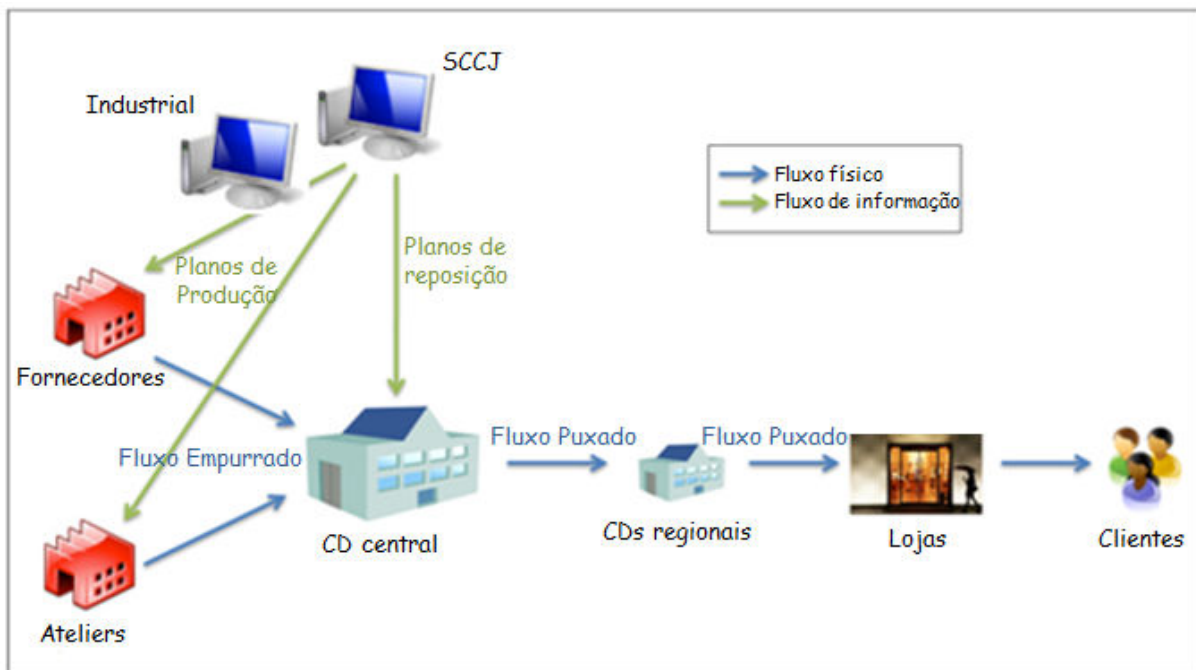 SCCJ
Industrial
Fluxo físico
Fluxo de informação
Planos de
reposição
Planos de
Produção
Fornecedores
Fluxo Puxado
Fluxo Puxado
Fluxo Empurrado
CD central
CDs regionais
Lojas
Clientes
Ateliers